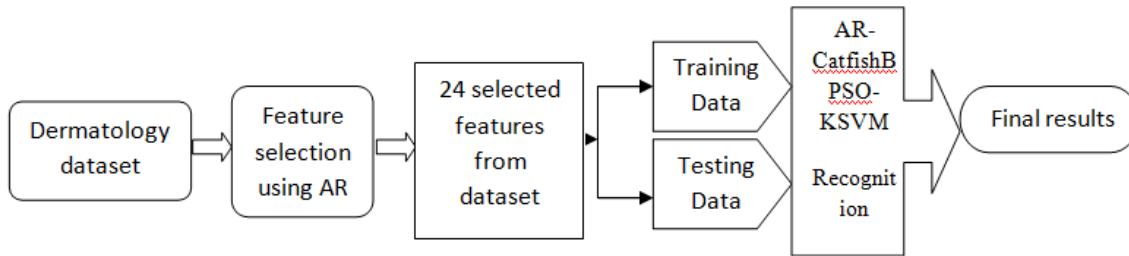 Dermatology
dataset
Feature
selection
using AR
24 selected
features
from
dataset
Training
Data
Testing
Data
AR-
CatfishB
PSO-
KSVM
Recognit
ion
Final results